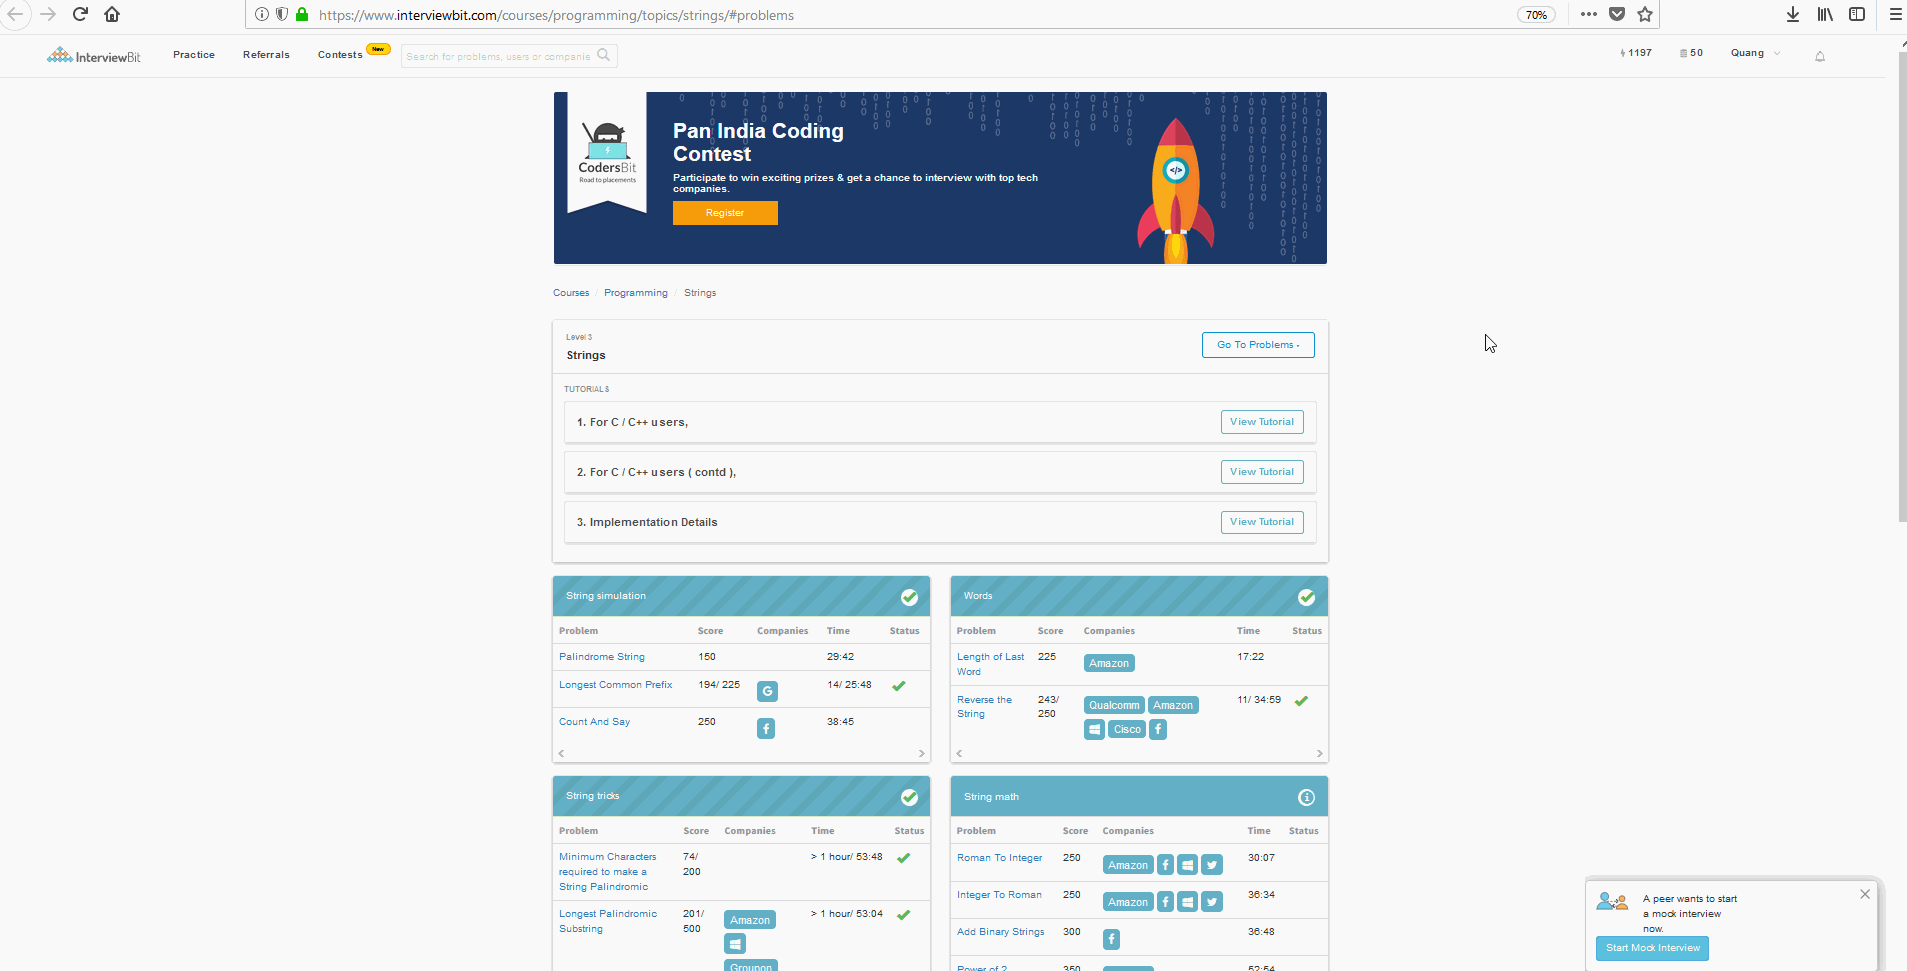 https://www.interviewbit.com/courses/programming/topics/strings/#problems
70%
InterviewBit
Practice
Referrals
Contests
New
Search for problems, users or companie
1197
50
Quang
CodersBit
Road to placements
Pan India Coding
Contest
Participate to win exciting prizes & get a chance to interview with top tech
companies.
Register
</>
Courses / Programming / Strings
Level 3
Strings
Go To Problems
TUTORIALS
1. For C / C++ users,
View Tutorial
2. For C / C++ users ( contd ),
View Tutorial
3. Implementation Details
View Tutorial
String simulation
Problem Score Companies Time Status
Palindrome String 150 29:42
Longest Common Prefix 194/ 225 G 14/ 25:48
Count And Say 250 f 38:45
Words
Problem Score Companies Time Status
Length of Last 225 Amazon 17:22
Word
Reverse the 243/ Qualcomm Amazon 11/ 34:59
String 250 Cisco f
String tricks
Problem Score Companies Time Status
Minimum Characters 74/ > 1 hour/ 53:48
required to make a 200
String Palindromic
Longest Palindromic 201/ Amazon > 1 hour/ 53:04
Substring 500
Groupon
String math
Problem Score Companies Time Status
Roman To Integer 250 Amazon f 30:07
Integer To Roman 250 Amazon f 36:34
Add Binary Strings 300 f 36:48
Power of 2 350 52:54
A peer wants to start
a mock interview
now.
Start Mock Interview